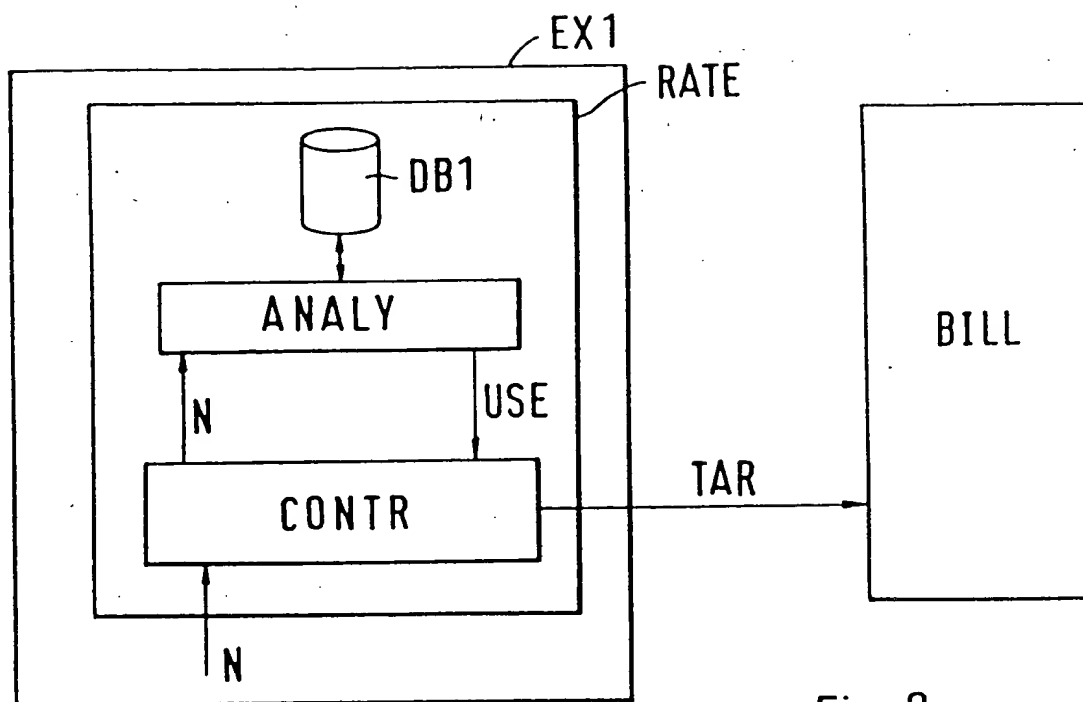 EX1
RATE
DB1
ANALY
BILL
N
USE
TAR
CONTR
N